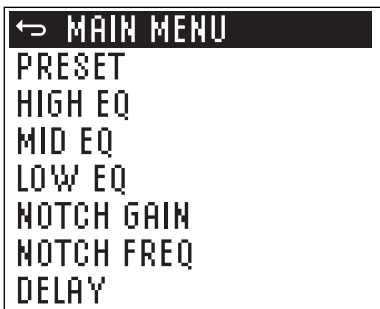 MAIN MENU
PRESET
HIGH EQ
MID EQ
LOW EQ
NOTCH GAIN
NOTCH FREQ
DELAY